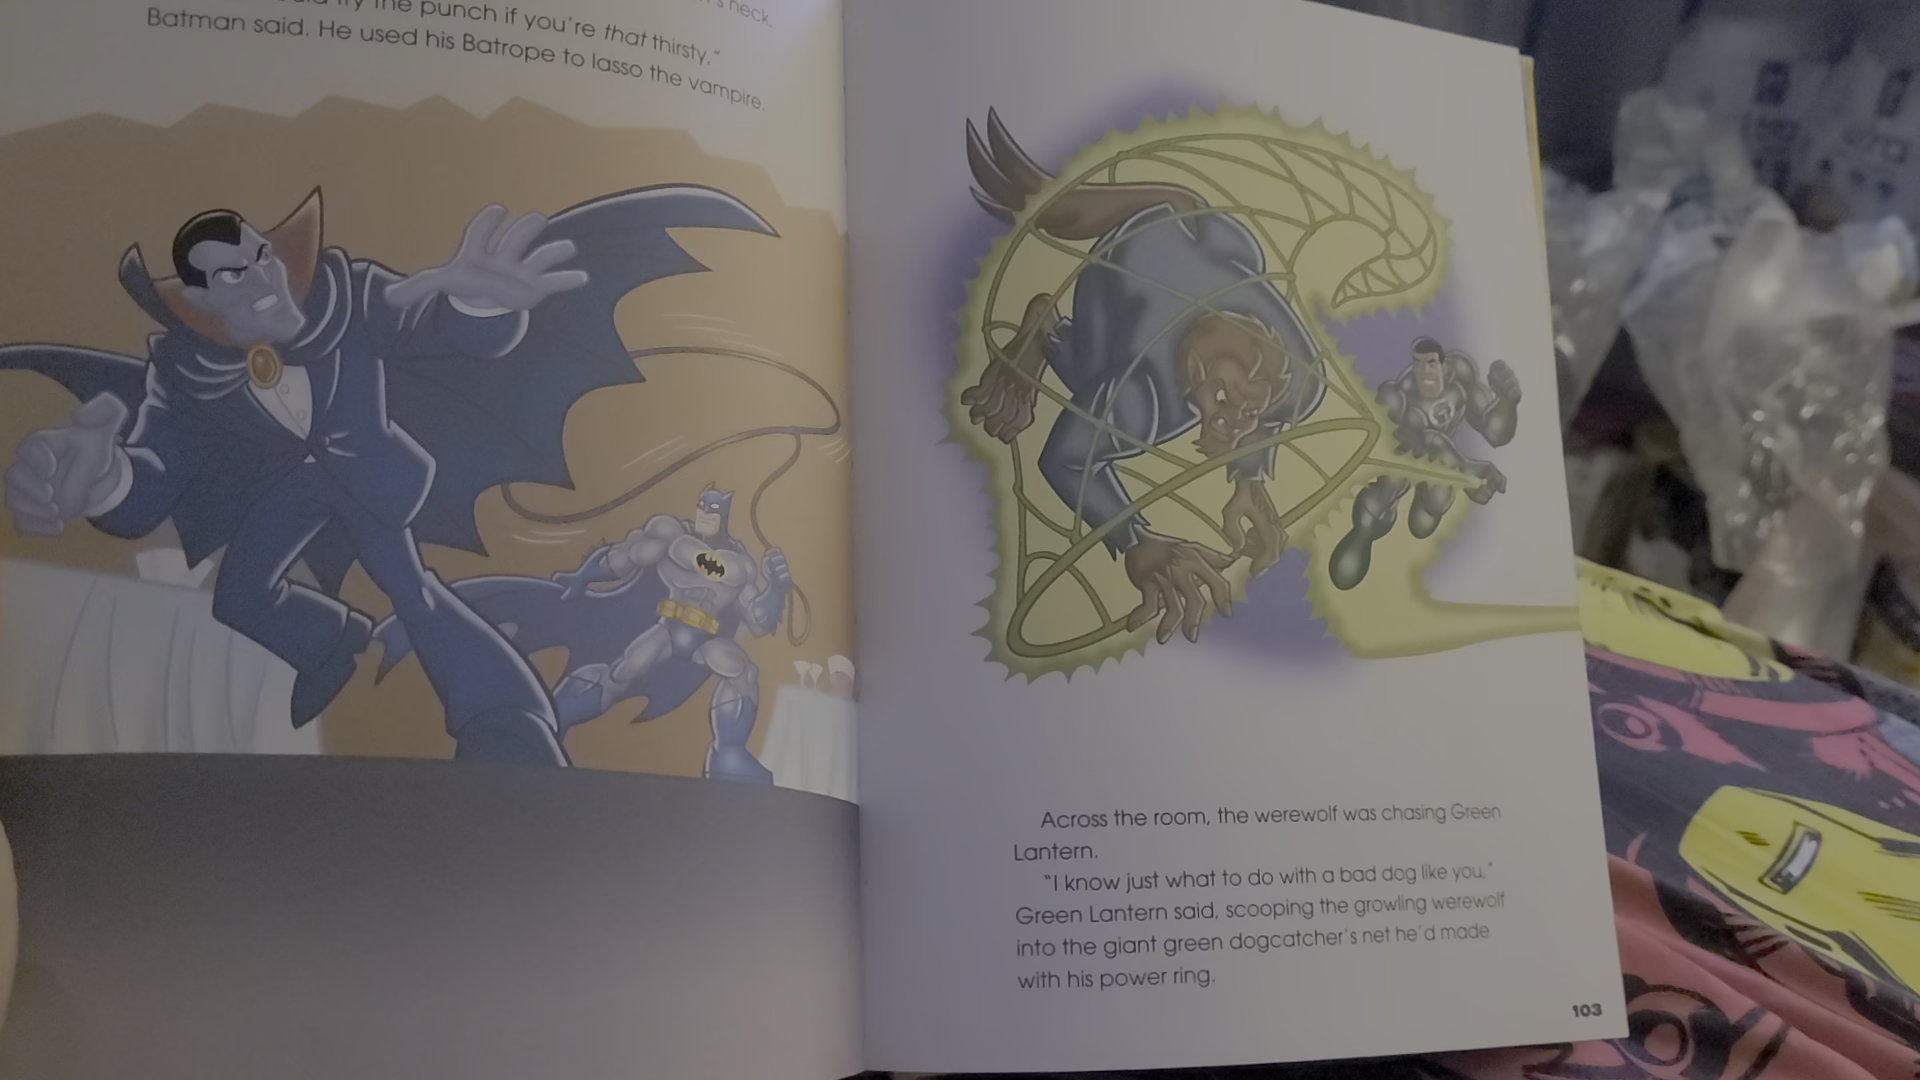 s neck.
the punch if you're that thirsty."
Batman said. He used his Batrope to lasso the vampire.
Across the room, the werewolf was chasing Green
Lantern.
"I know just what to do with a bad dog like you."
Green Lantern said, scooping the growling werewolf
into the giant green dogcatcher's net he'd made
with his power ring.
103